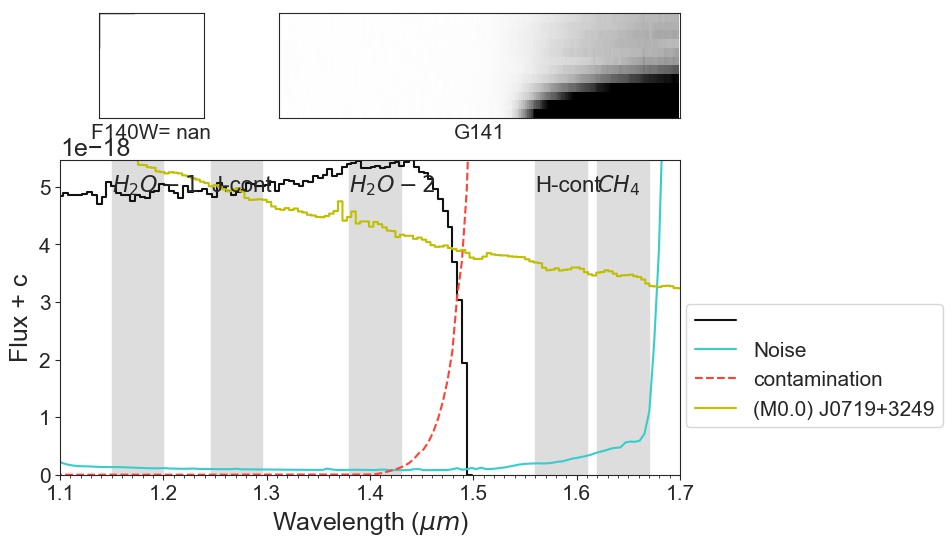 F140W= nan
G141
1e−18
H₂O − 1
J-cont
H₂O − 2
H-cont
CH₄
5
4
3
2
1
0
Flux + c
1.1
1.2
1.3
1.4
1.5
1.6
1.7
Wavelength (μm)
Noise
contamination
(M0.0) J0719+3249